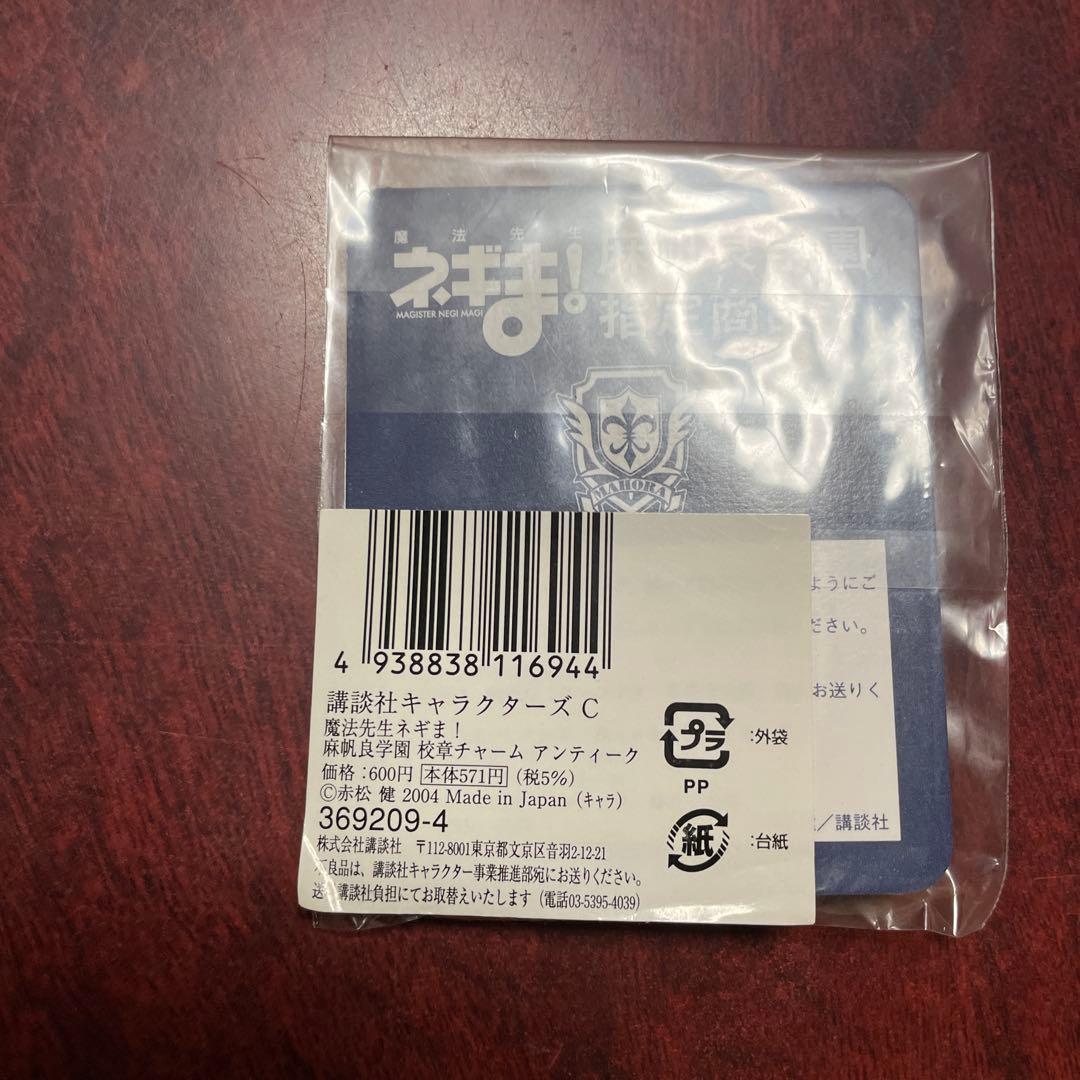 魔法先生
ネギま!
MAGISTER NEGI MAGI
指定商
MAHORA
ようにご
ださい。
お送りく
/講談社
4 938838 116944
講談社キャラクターズ C
魔法先生ネギま!
麻帆良学園 校章チャーム アンティーク
価格:600円 本体571円 (税5%)
©赤松 健 2004 Made in Japan (キャラ)
369209-4
株式会社講談社 〒112-8001東京都文京区音羽2-12-21
良品は、講談社キャラクター事業推進部宛にお送りください。
送 講談社負担にてお取替えいたします (電話03-5395-4039)
プラ :外袋
PP
紙 :台紙